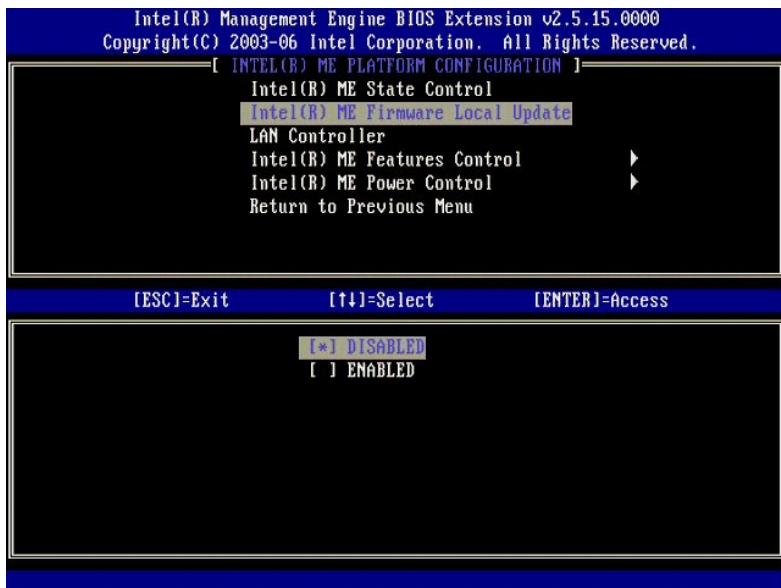 Intel(R) Management Engine BIOS Extension v2.5.15.0000
Copyright(C) 2003-06 Intel Corporation. All Rights Reserved.
[ INTEL(R) ME PLATFORM CONFIGURATION ]
Intel(R) ME State Control
Intel(R) ME Firmware Local Update
LAN Controller
Intel(R) ME Features Control ▶
Intel(R) ME Power Control ▶
Return to Previous Menu
[ESC]=Exit [↑↓]=Select [ENTER]=Access
[*] DISABLED
[ ] ENABLED